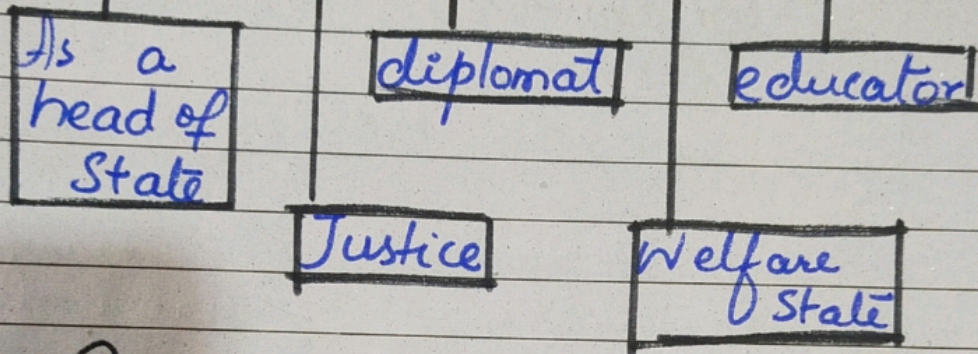 As a
head of
State
diplomat
educator
Justice
Welfare
State